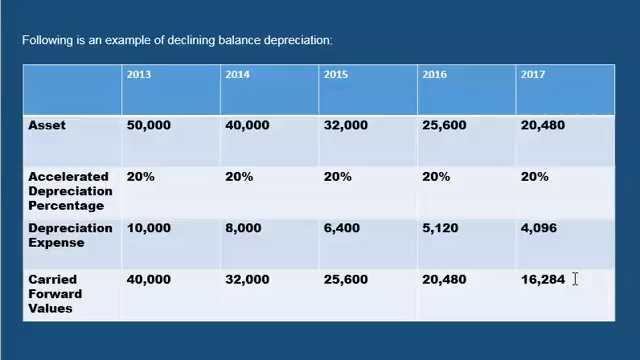 Following is an example of declining balance depreciation:
2013 2014 2015 2016 2017
Asset 50,000 40,000 32,000 25,600 20,480
Accelerated 20% 20% 20% 20% 20%
Depreciation
Percentage
Depreciation 10,000 8,000 6,400 5,120 4,096
Expense
Carried 40,000 32,000 25,600 20,480 16,284
Forward
Values